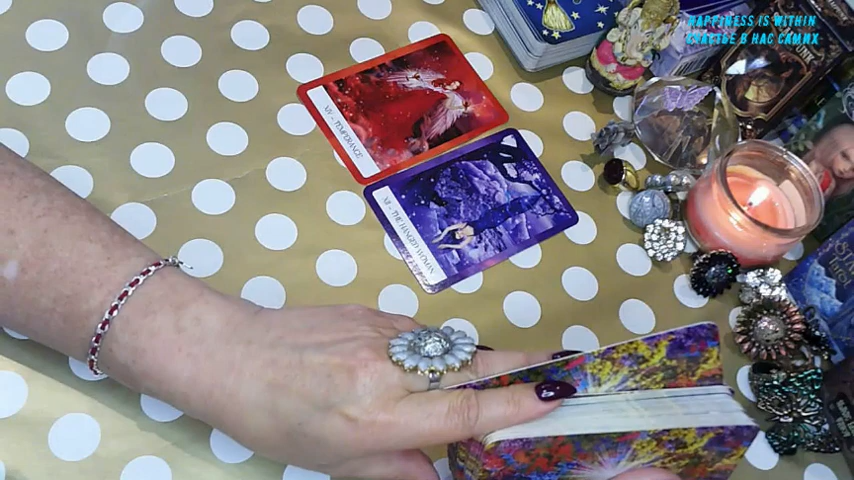 HAPPINESS IS WITHIN
СЧАСТЬЕ В НАС САМИХ
XIV - TEMPERANCE
XII - THE HANGED WOMAN